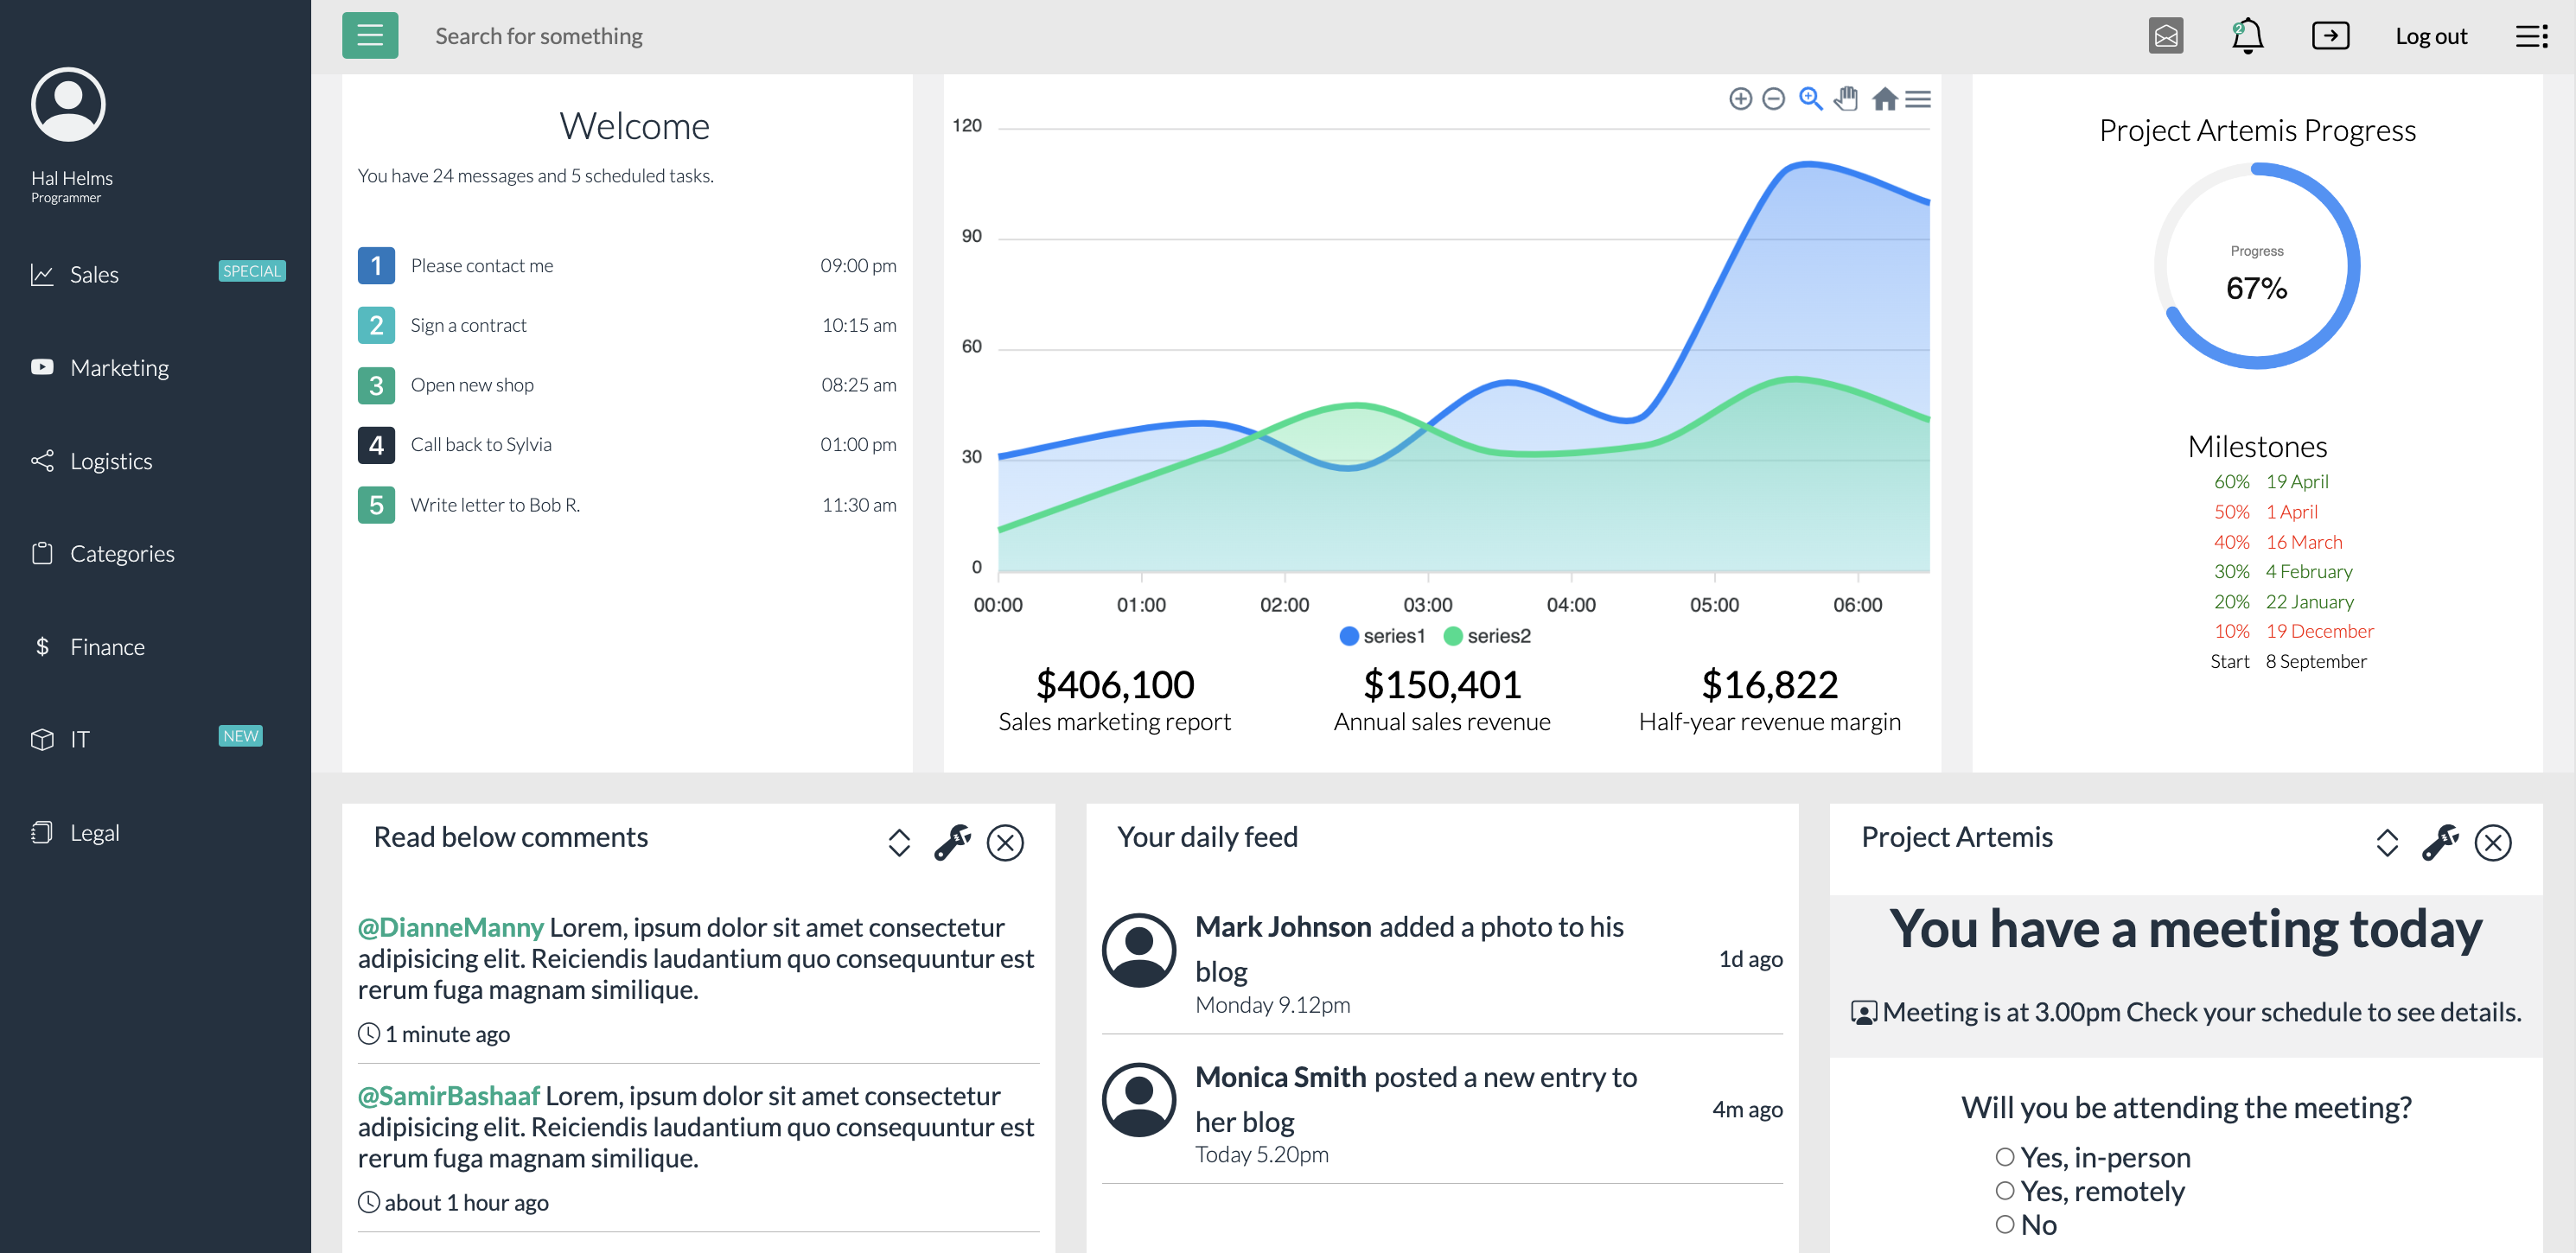 Hal Helms
Programmer
Sales SPECIAL
Marketing
Logistics
Categories
$ Finance
IT NEW
Legal
Search for something
2
Log out
Welcome
You have 24 messages and 5 scheduled tasks.
1 Please contact me 09:00 pm
2 Sign a contract 10:15 am
3 Open new shop 08:25 am
4 Call back to Sylvia 01:00 pm
5 Write letter to Bob R. 11:30 am
120
90
60
30
0
00:00 01:00 02:00 03:00 04:00 05:00 06:00
series1 series2
$406,100 $150,401 $16,822
Sales marketing report Annual sales revenue Half-year revenue margin
Project Artemis Progress
Progress
67%
Milestones
60% 19 April
50% 1 April
40% 16 March
30% 4 February
20% 22 January
10% 19 December
Start 8 September
Read below comments
@DianneManny Lorem, ipsum dolor sit amet consectetur
adipisicing elit. Reiciendis laudantium quo consequuntur est
rerum fuga magnam similique.
1 minute ago
@SamirBashaaf Lorem, ipsum dolor sit amet consectetur
adipisicing elit. Reiciendis laudantium quo consequuntur est
rerum fuga magnam similique.
about 1 hour ago
Your daily feed
Mark Johnson added a photo to his
blog
1d ago
Monday 9.12pm
Monica Smith posted a new entry to
her blog
4m ago
Today 5.20pm
Project Artemis
You have a meeting today
Meeting is at 3.00pm Check your schedule to see details.
Will you be attending the meeting?
Yes, in-person
Yes, remotely
No